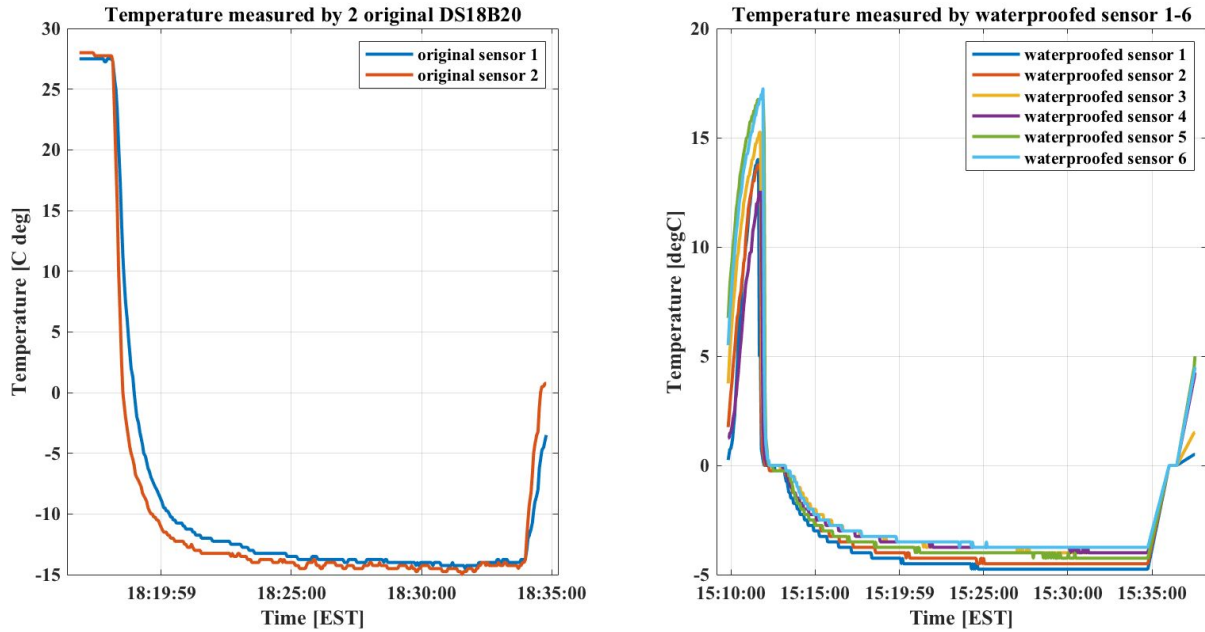 Temperature measured by 2 original DS18B20
30
25
20
15
10
5
0
-5
-10
-15
Temperature [C deg]
original sensor 1
original sensor 2
18:19:59
18:25:00
18:30:00
18:35:00
Time [EST]
Temperature measured by waterproofed sensor 1-6
20
15
10
5
0
-5
Temperature [degC]
waterproofed sensor 1
waterproofed sensor 2
waterproofed sensor 3
waterproofed sensor 4
waterproofed sensor 5
waterproofed sensor 6
15:10:00
15:15:00
15:19:59
15:25:00
15:30:00
15:35:00
Time [EST]